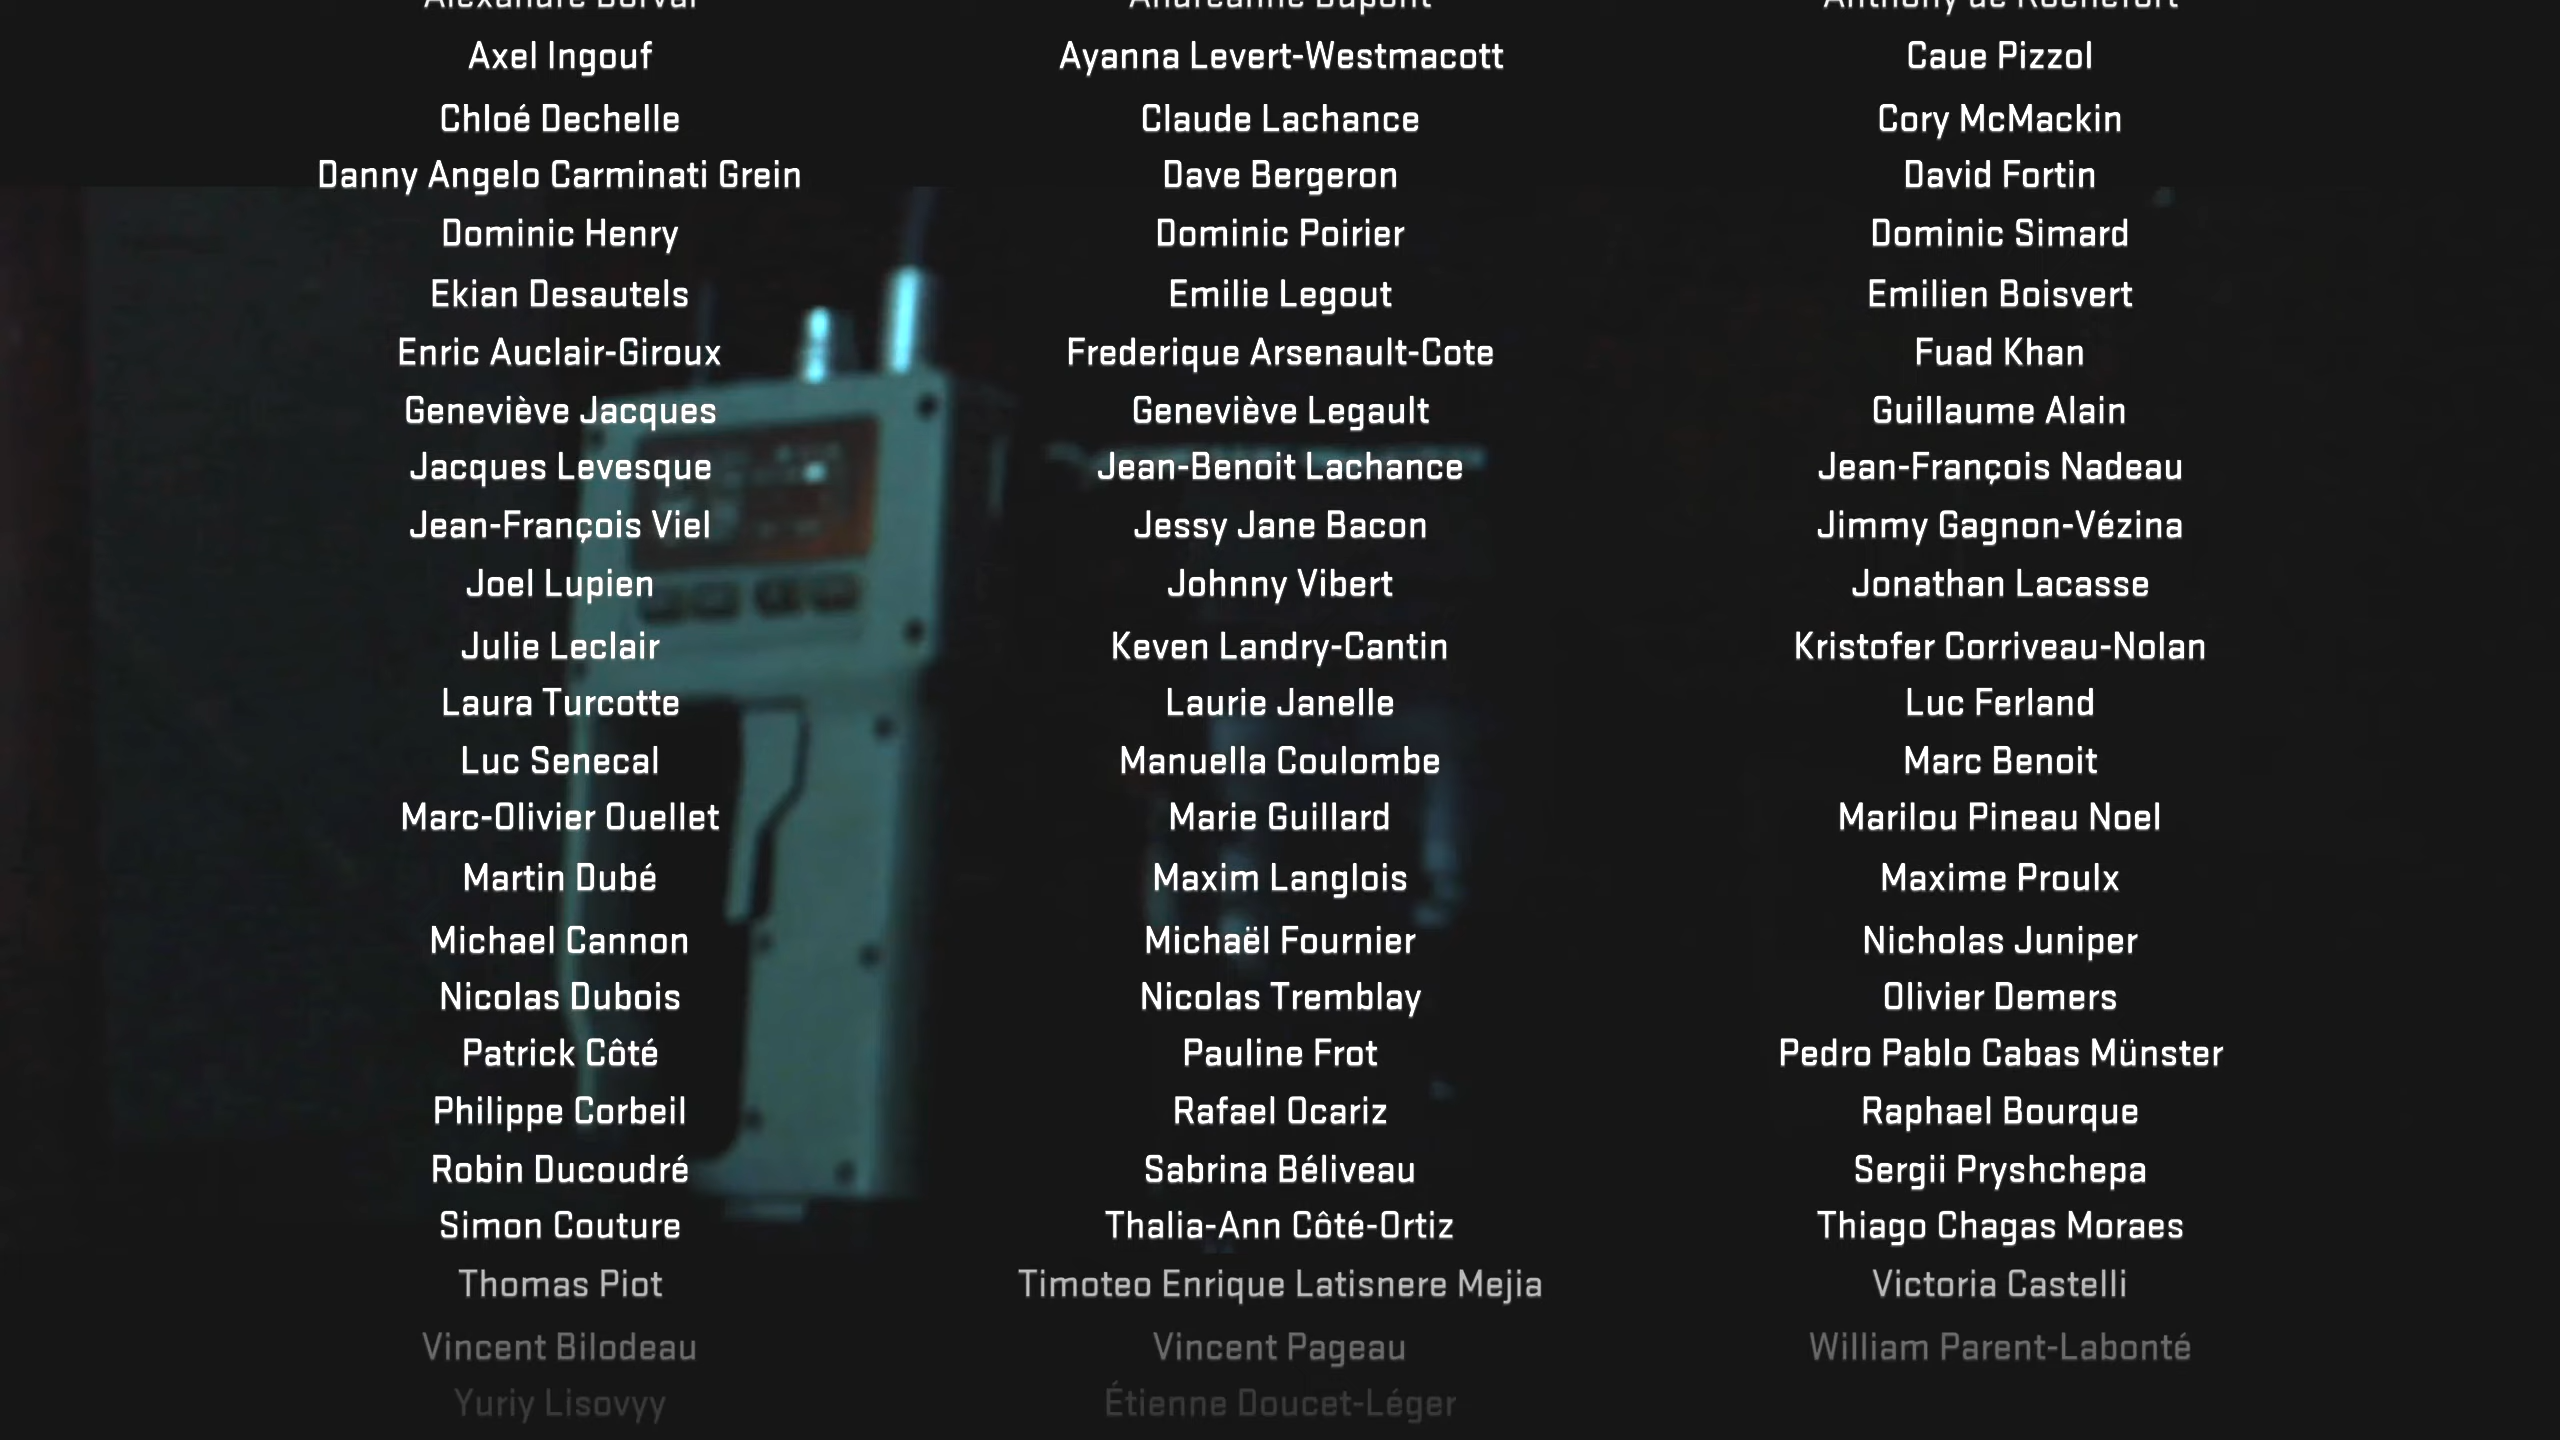 Axel Ingouf Ayanna Levert-Westmacott Caue Pizzol
Chloé Dechelle Claude Lachance Cory McMackin
Danny Angelo Carminati Grein Dave Bergeron David Fortin
Dominic Henry Dominic Poirier Dominic Simard
Ekian Desautels Emilie Legout Emilien Boisvert
Enric Auclair-Giroux Frederique Arsenault-Cote Fuad Khan
Geneviève Jacques Geneviève Legault Guillaume Alain
Jacques Levesque Jean-Benoit Lachance Jean-François Nadeau
Jean-François Viel Jessy Jane Bacon Jimmy Gagnon-Vézina
Joel Lupien Johnny Vibert Jonathan Lacasse
Julie Leclair Keven Landry-Cantin Kristofer Corriveau-Nolan
Laura Turcotte Laurie Janelle Luc Ferland
Luc Senecal Manuella Coulombe Marc Benoit
Marc-Olivier Ouellet Marie Guillard Marilou Pineau Noel
Martin Dubé Maxim Langlois Maxime Proulx
Michael Cannon Michaël Fournier Nicholas Juniper
Nicolas Dubois Nicolas Tremblay Olivier Demers
Patrick Côté Pauline Frot Pedro Pablo Cabas Münster
Philippe Corbeil Rafael Ocariz Raphael Bourque
Robin Ducoudré Sabrina Béliveau Sergii Pryshchepa
Simon Couture Thalia-Ann Côté-Ortiz Thiago Chagas Moraes
Thomas Piot Timoteo Enrique Latisnere Mejia Victoria Castelli
Vincent Bilodeau Vincent Pageau William Parent-Labonté
Yuriy Lisovyy Étienne Doucet-Léger